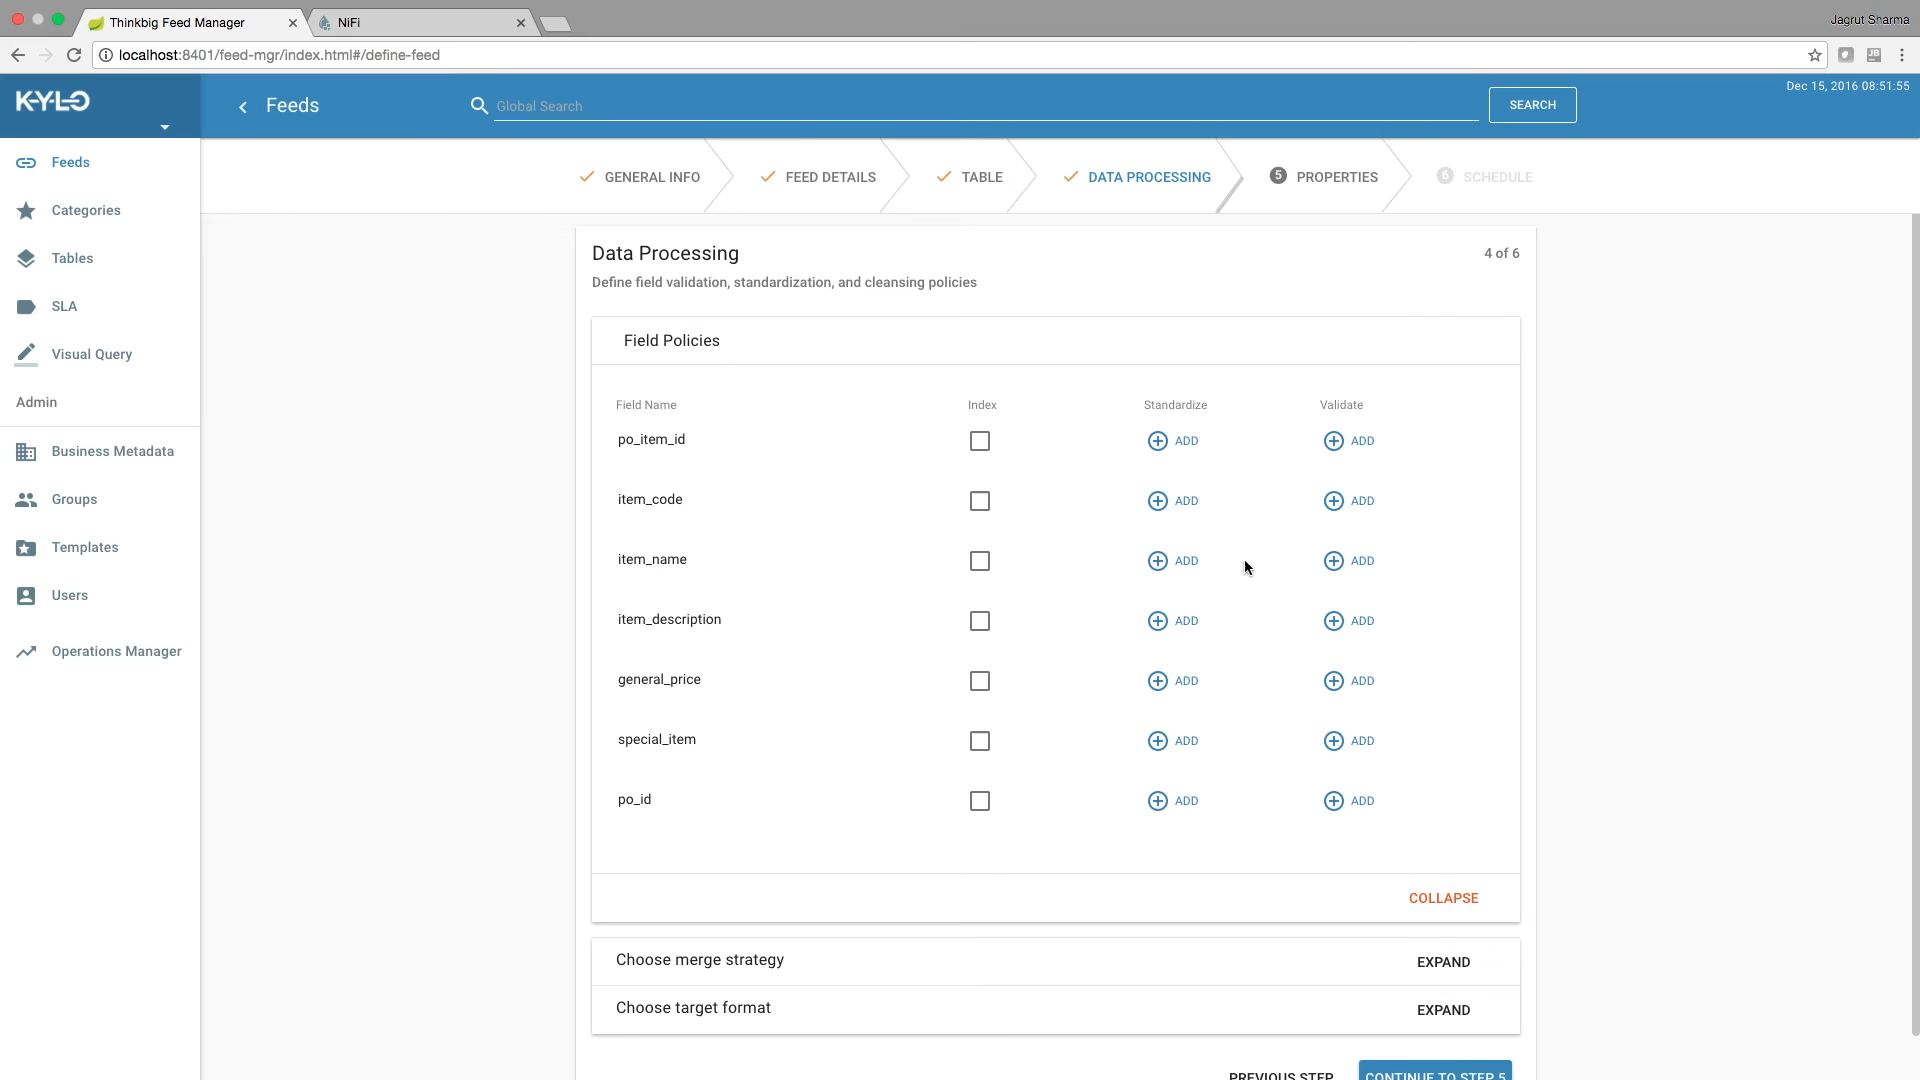 Thinkbig Feed Manager
NiFi
Jagrut Sharma
localhost:8401/feed-mgr/index.html#/define-feed
KYLO
Feeds
Global Search
SEARCH
Dec 15, 2016 08:51:55
Feeds
Categories
Tables
SLA
Visual Query
Admin
Business Metadata
Groups
Templates
Users
Operations Manager
GENERAL INFO
FEED DETAILS
TABLE
DATA PROCESSING
5 PROPERTIES
6 SCHEDULE
Data Processing
4 of 6
Define field validation, standardization, and cleansing policies
Field Policies
Field Name Index Standardize Validate
po_item_id ADD ADD
item_code ADD ADD
item_name ADD ADD
item_description ADD ADD
general_price ADD ADD
special_item ADD ADD
po_id ADD ADD
COLLAPSE
Choose merge strategy EXPAND
Choose target format EXPAND
PREVIOUS STEP CONTINUE TO STEP 5